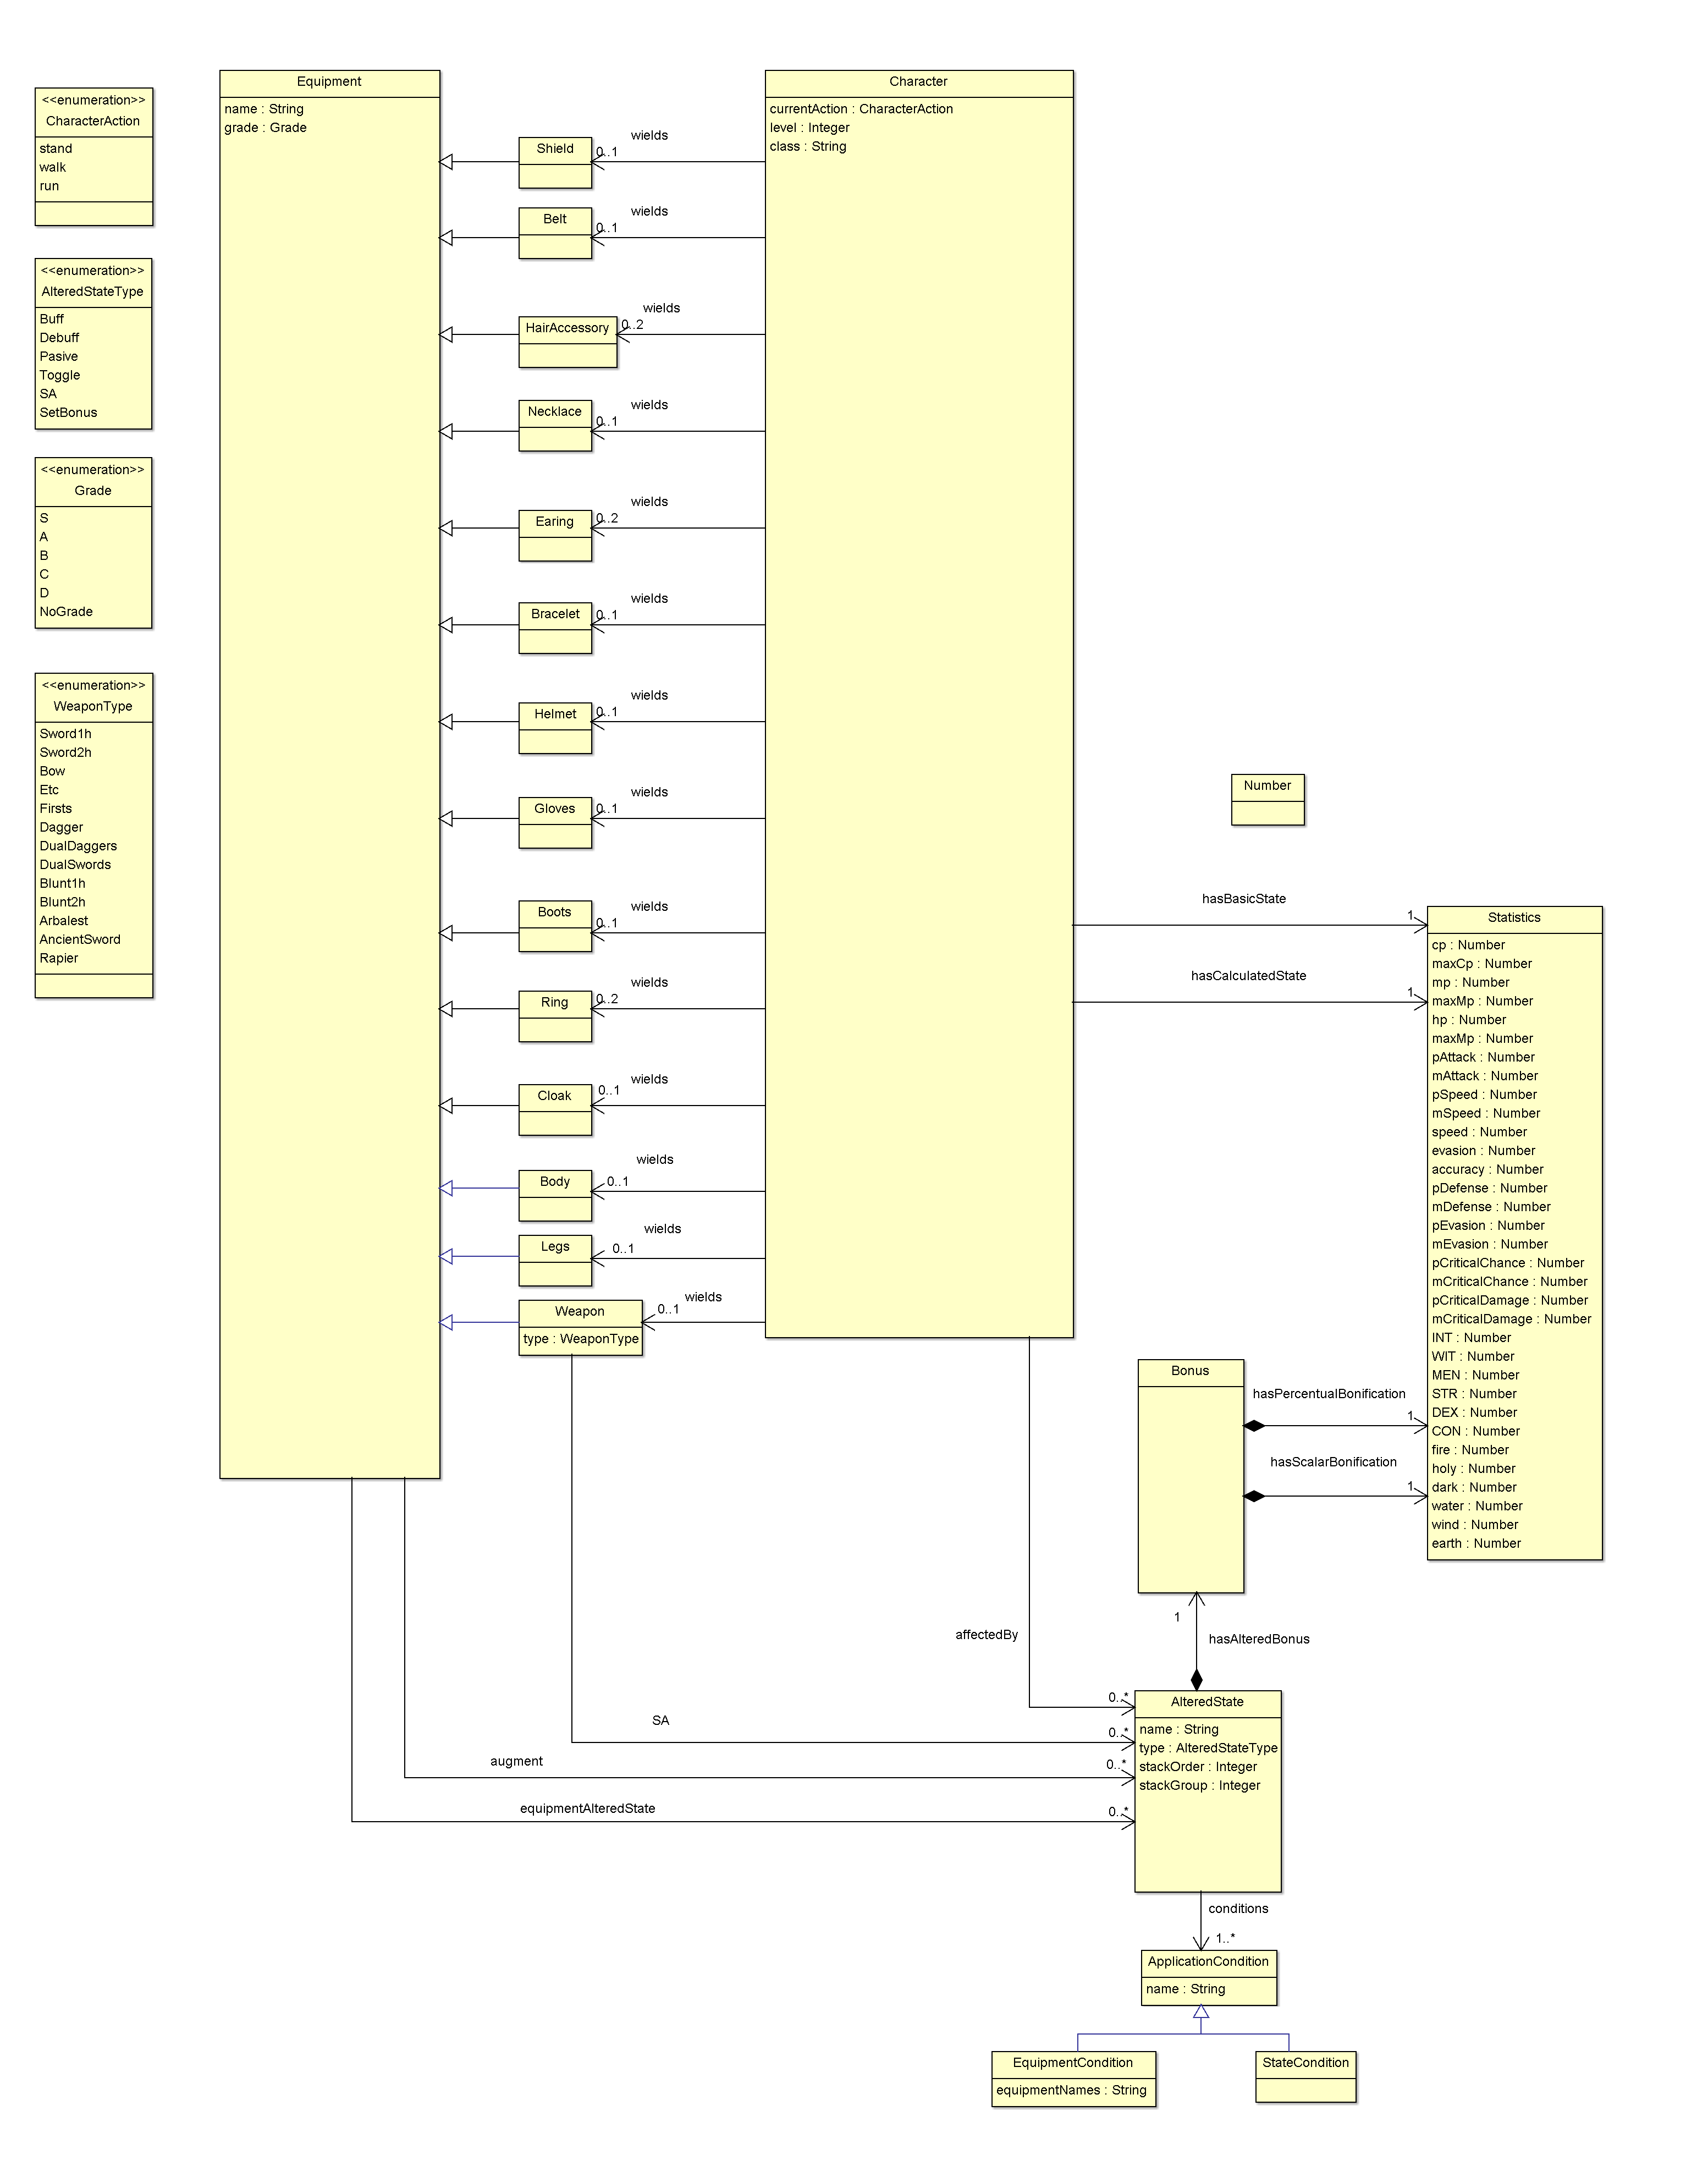 <<enumeration>>
CharacterAction
stand
walk
run
<<enumeration>>
AlteredStateType
Buff
Debuff
Pasive
Toggle
SA
SetBonus
<<enumeration>>
Grade
S
A
B
C
D
NoGrade
<<enumeration>>
WeaponType
Sword1h
Sword2h
Bow
Etc
Firsts
Dagger
DualDaggers
DualSwords
Blunt1h
Blunt2h
Arbalest
AncientSword
Rapier
Equipment
name : String
grade : Grade
Shield
wields
0..1
Belt
wields
0..1
HairAccessory
wields
0..2
Necklace
wields
0..1
Earing
wields
0..2
Bracelet
wields
0..1
Helmet
wields
0..1
Gloves
wields
0..1
Boots
wields
0..1
Ring
wields
0..2
Cloak
wields
0..1
Body
wields
0..1
Legs
wields
0..1
Weapon
type : WeaponType
wields
0..1
Character
currentAction : CharacterAction
level : Integer
class : String
Number
hasBasicState
1
hasCalculatedState
1
Statistics
cp : Number
maxCp : Number
mp : Number
maxMp : Number
hp : Number
maxMp : Number
pAttack : Number
mAttack : Number
pSpeed : Number
mSpeed : Number
speed : Number
evasion : Number
accuracy : Number
pDefense : Number
mDefense : Number
pEvasion : Number
mEvasion : Number
pCriticalChance : Number
mCriticalChance : Number
pCriticalDamage : Number
mCriticalDamage : Number
INT : Number
WIT : Number
MEN : Number
STR : Number
DEX : Number
CON : Number
fire : Number
holy : Number
dark : Number
water : Number
wind : Number
earth : Number
Bonus
hasPercentualBonification
1
hasScalarBonification
1
1
hasAlteredBonus
affectedBy
0..*
SA
0..*
augment
0..*
equipmentAlteredState
0..*
AlteredState
name : String
type : AlteredStateType
stackOrder : Integer
stackGroup : Integer
conditions
1..*
ApplicationCondition
name : String
EquipmentCondition
equipmentNames : String
StateCondition